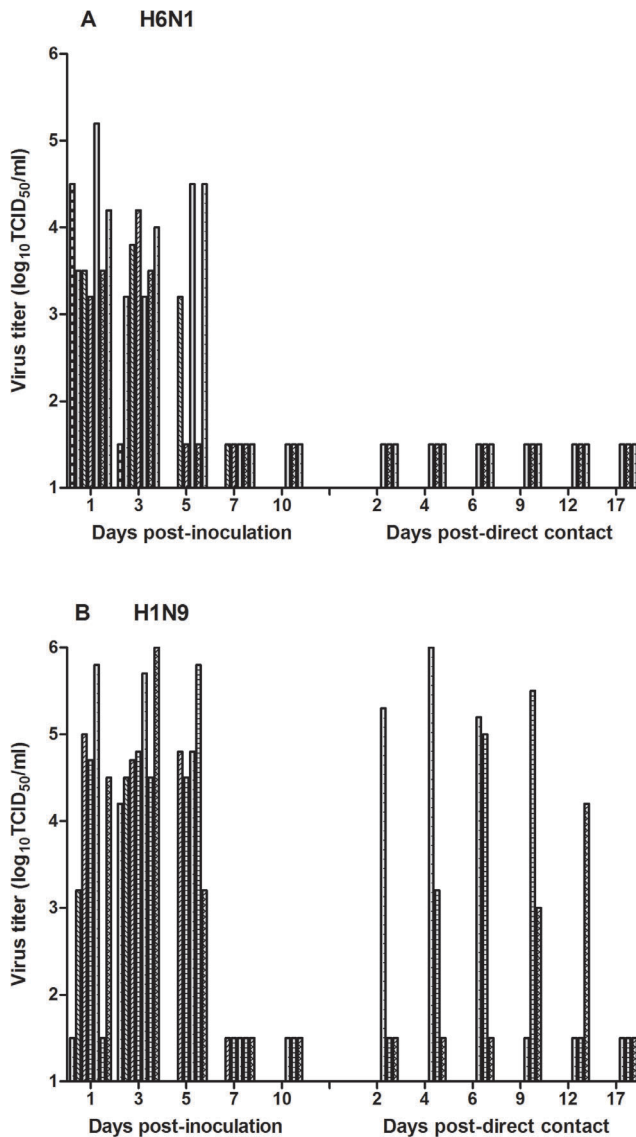 A H6N1
6
5
4
3
2
1
Virus titer (log10TCID50/ml)
1 3 5 7 10 2 4 6 9 12 17
Days post-inoculation Days post-direct contact
B H1N9
6
5
4
3
2
1
Virus titer (log10TCID50/ml)
1 3 5 7 10 2 4 6 9 12 17
Days post-inoculation Days post-direct contact